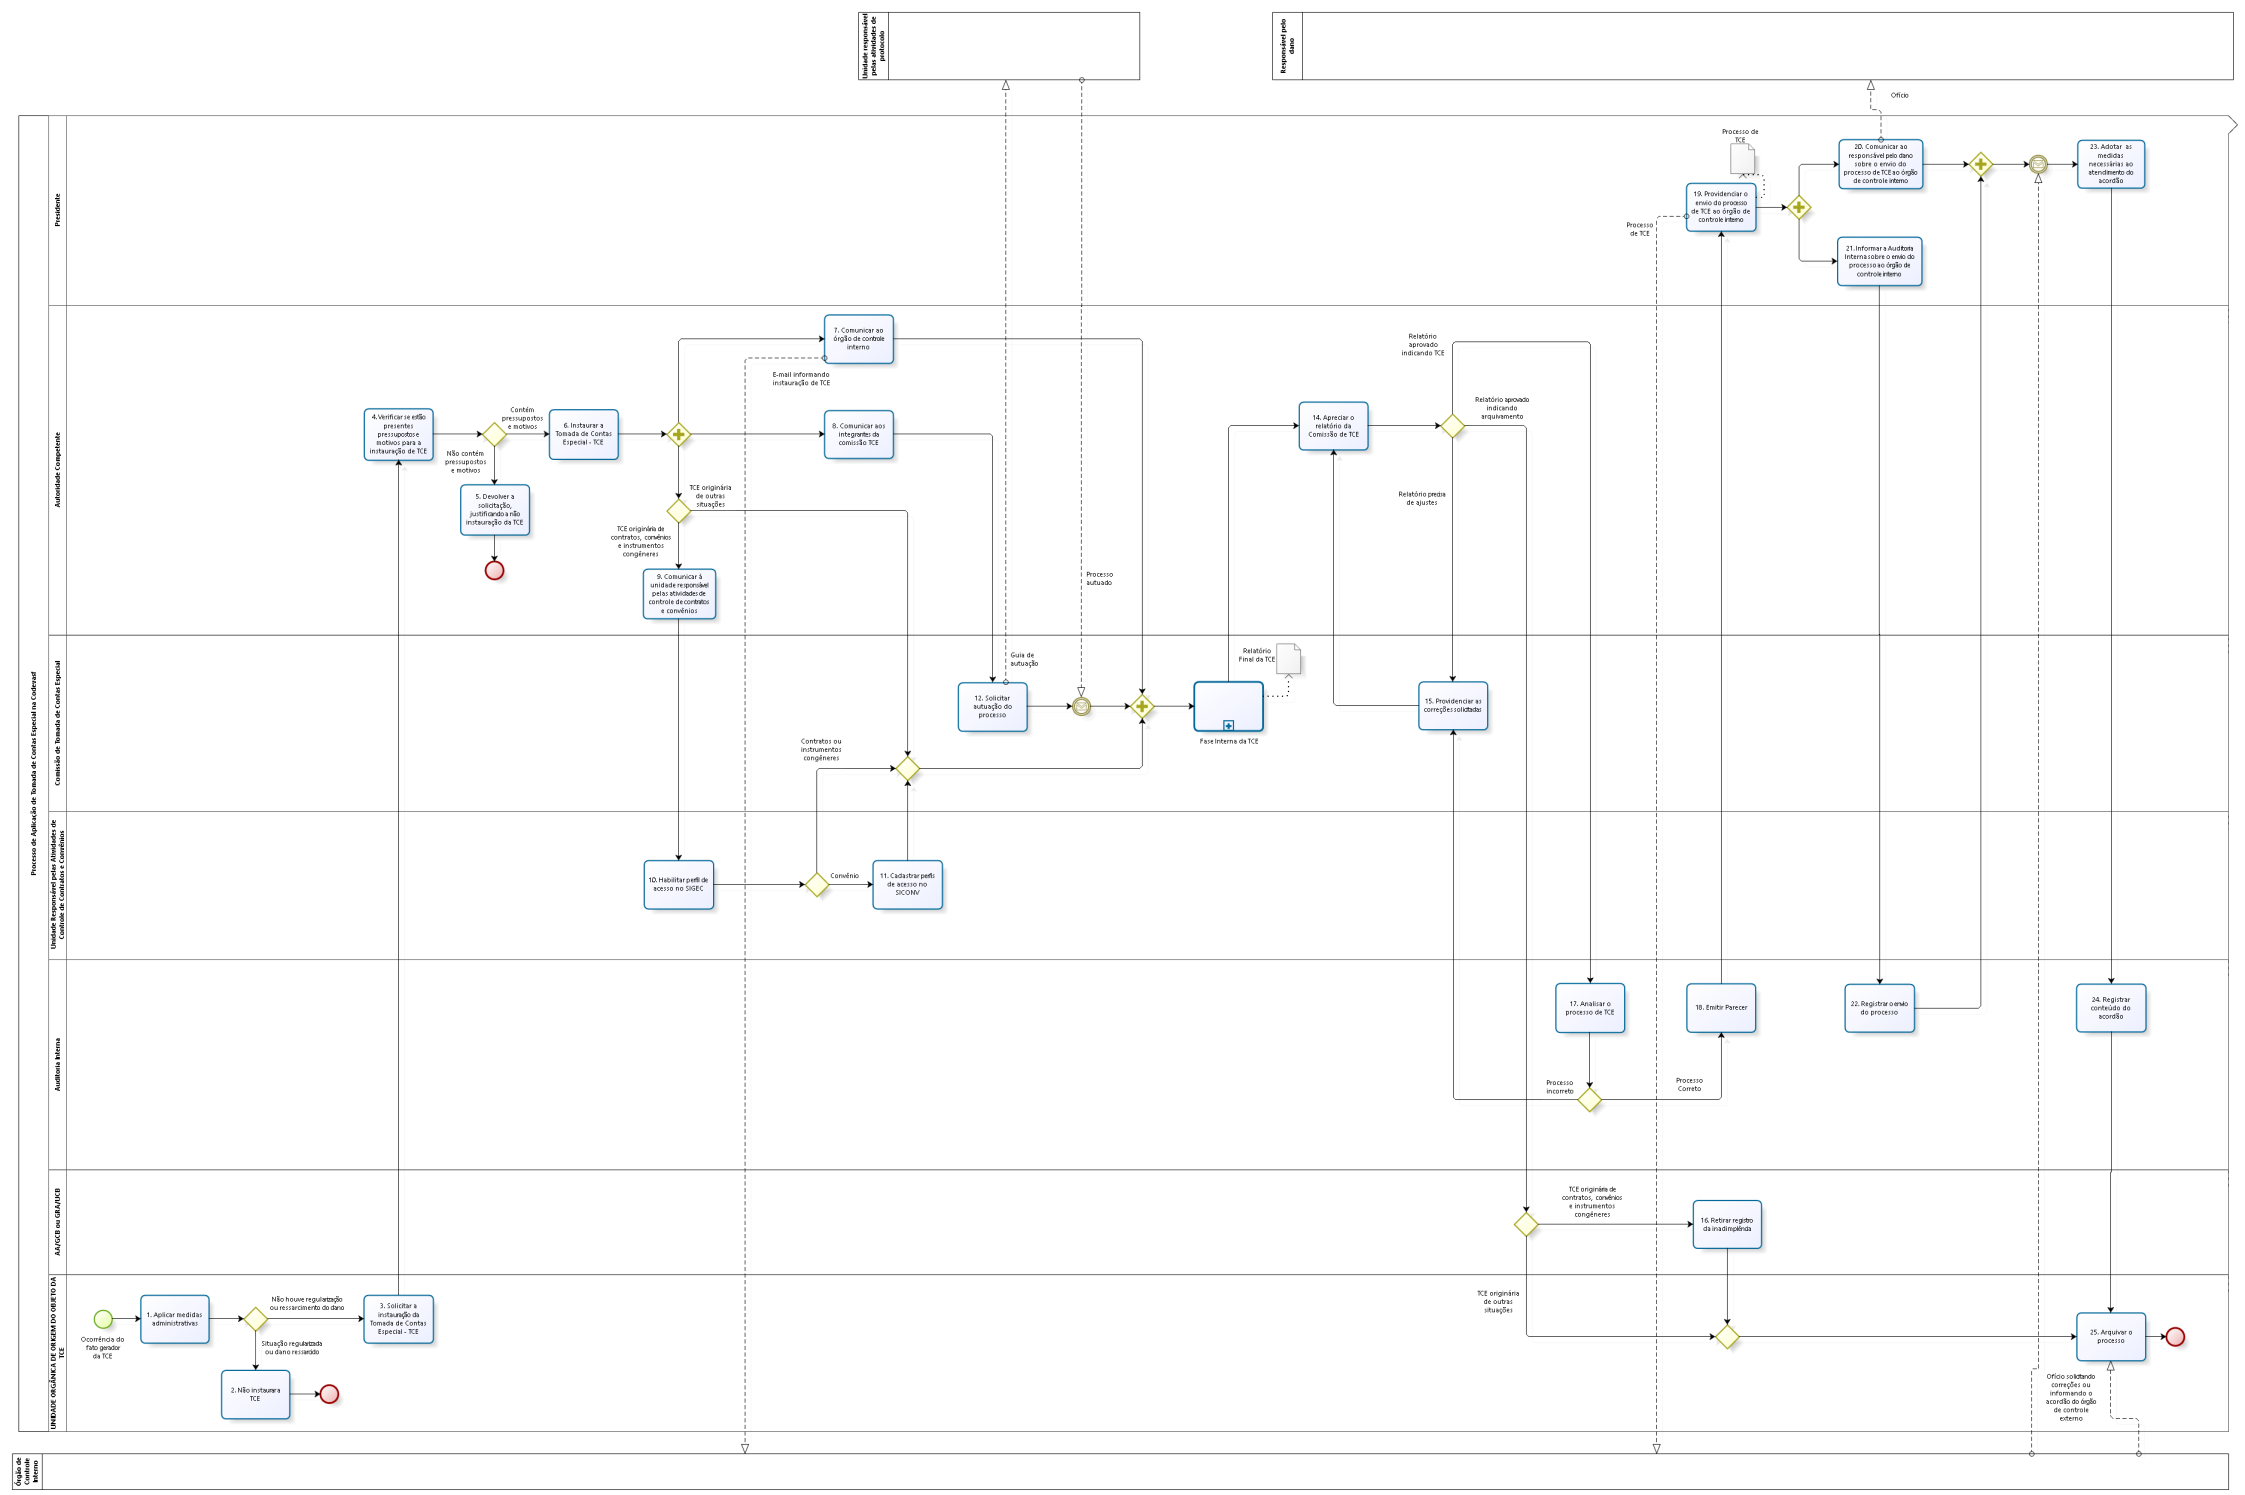 Unidade responsável
pelas atividades de
protocolo
Responsável pelo
dano
Ofício
Processo de Aplicação de Tomada de Contas Especial na Codevasf
Presidente
Processo de
TCE
19. Providenciar o
envio do processo
de TCE ao órgão de
controle interno
Processo
de TCE
20. Comunicar ao
responsável pelo dano
sobre o envio do
processo de TCE ao órgão
de controle interno
21. Informar a Auditoria
Interna sobre o envio do
processo ao órgão de
controle interno
23. Adotar as
medidas
necessárias ao
atendimento do
acordão
Autoridade Competente
4. Verificar se estão
presentes
pressupostos e
motivos para a
instauração de TCE
Contém
pressupostos
e motivos
Não contém
pressupostos
e motivos
5. Devolver a
solicitação,
justificando a não
instauração da TCE
6. Instaurar a
Tomada de Contas
Especial - TCE
7. Comunicar ao
órgão de controle
interno
E-mail informando
instauração de TCE
8. Comunicar aos
integrantes da
comissão TCE
TCE originária
de outras
situações
TCE originária de
contratos, convênios
e instrumentos
congêneres
9. Comunicar à
unidade responsável
pelas atividades de
controle de contratos
e convênios
Processo
autuado
14. Apreciar o
relatório da
Comissão de TCE
Relatório
aprovado
indicando TCE
Relatório aprovado
indicando
arquivamento
Relatório precisa
de ajustes
Comissão de Tomada de Contas Especial
Guia de
autuação
12. Solicitar
autuação do
processo
Contratos ou
instrumentos
congêneres
Relatório
Final da TCE
Fase Interna da TCE
15. Providenciar as
correções solicitadas
Unidade Responsável pelas Atividades de
Controle de Contratos e Convênios
10. Habilitar perfil de
acesso no SIGEC
Convênio
11. Cadastrar perfis
de acesso no
SICONV
Auditoria Interna
17. Analisar o
processo de TCE
18. Emitir Parecer
22. Registrar o envio
do processo
24. Registrar
conteúdo do
acordão
Processo
incorreto
Processo
Correto
AA/GCB ou GRA/UCB
TCE originária de
contratos, convênios
e instrumentos
congêneres
16. Retirar registro
da inadimplência
UNIDADE ORGÂNICA DE ORIGEM DO OBJETO DA
TCE
Ocorrência do
fato gerador
da TCE
1. Aplicar medidas
administrativas
Não houve regularização
ou ressarcimento do dano
Situação regularizada
ou dano ressarcido
2. Não instaurar a
TCE
3. Solicitar a
instauração da
Tomada de Contas
Especial - TCE
TCE originária
de outras
situações
25. Arquivar o
processo
Ofício solicitando
correções ou
informando o
acordão do órgão
de controle
externo
Órgão de
Controle
Interno